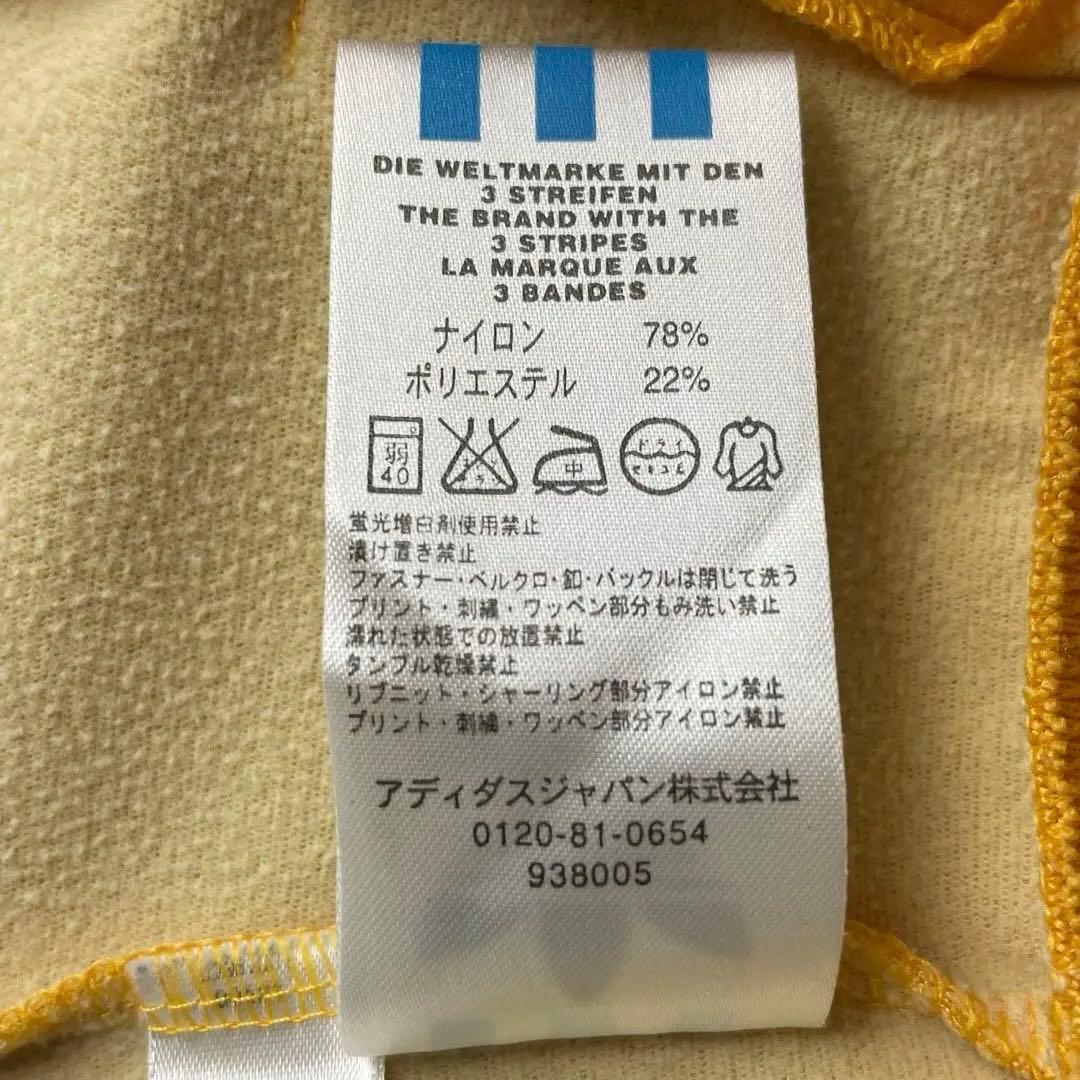 DIE WELTMARKE MIT DEN
3 STREIFEN
THE BRAND WITH THE
3 STRIPES
LA MARQUE AUX
3 BANDES
ナイロン 78%
ポリエステル 22%
弱
40
中
ドライ
セキユ系
蛍光増白剤使用禁止
漬け置き禁止
ファスナー・ベルクロ・釦・バックルは閉じて洗う
プリント・刺繍・ワッペン部分もみ洗い禁止
濡れた状態での放置禁止
タンブル乾燥禁止
リブニット・シャーリング部分アイロン禁止
プリント・刺繍・ワッペン部分アイロン禁止
アディダスジャパン株式会社
0120-81-0654
938005